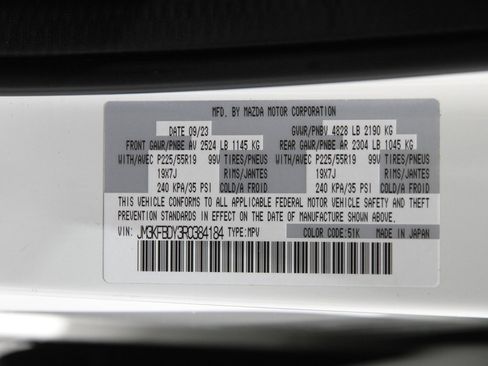 MFD. BY MAZDA MOTOR CORPORATION
DATE 09/23 GVWR/PNBV 4828 LB 2190 KG
FRONT GAWR/PNBE AV 2524 LB 1145 KG REAR GAWR/PNBE AR 2304 LB 1045 KG
WITH/AVEC P225/55R19 99V TIRES/PNEUS WITH/AVEC P225/55R19 99V TIRES/PNEUS
19X7J RIMS/JANTES 19X7J RIMS/JANTES
240 KPA/35 PSI COLD/A FROID 240 KPA/35 PSI COLD/A FROID
THIS VEHICLE CONFORMS TO ALL APPLICABLE FEDERAL MOTOR VEHICLE SAFETY AND THEFT
PREVENTION STANDARDS IN EFFECT ON THE DATE OF MANUFACTURE SHOWN ABOVE.
VIN: JM3KFBDY3R0384184 TYPE:MPV COLOR CODE:51K MADE IN JAPAN